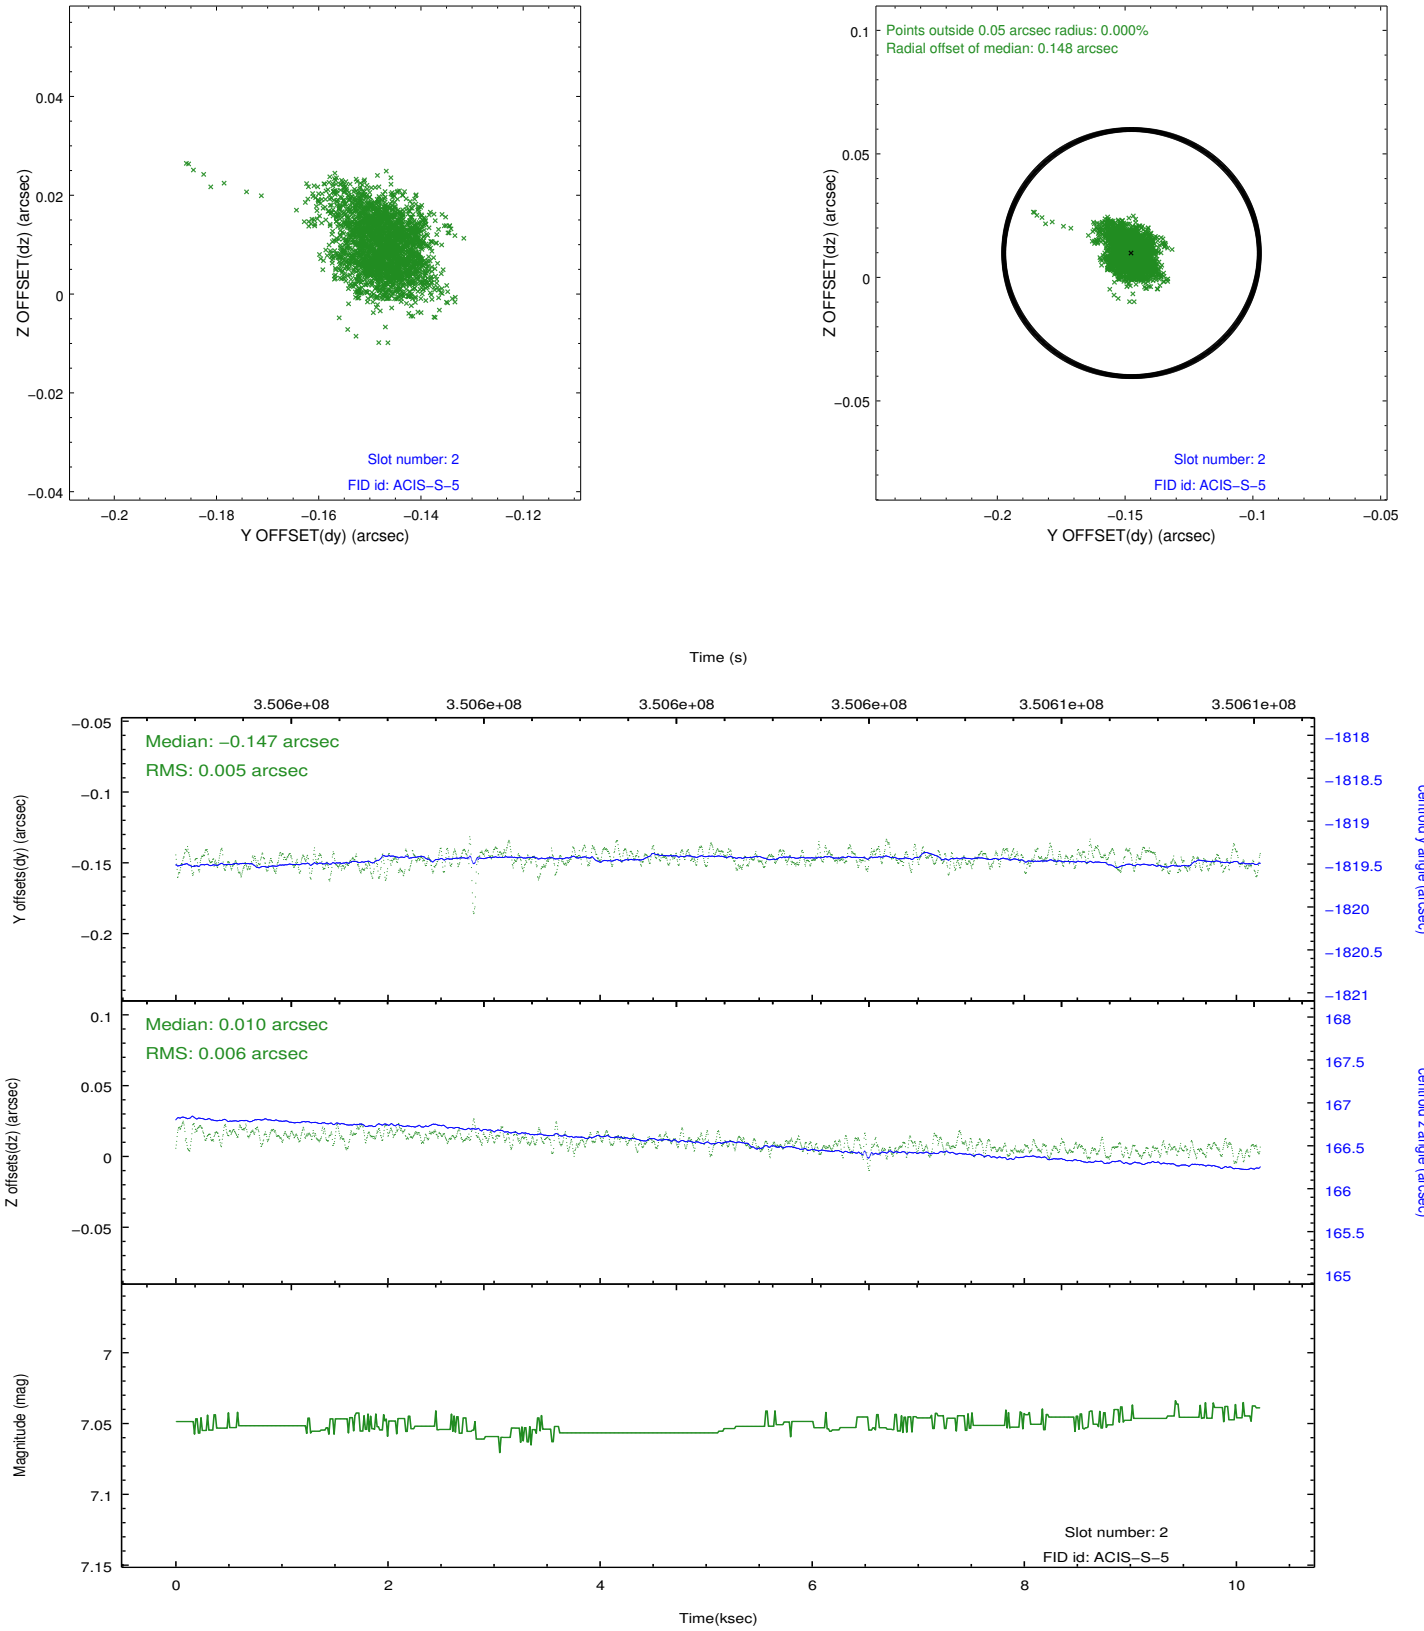 0.04
0.02
0
−0.02
−0.04
Z OFFSET(dz) (arcsec)
Slot number: 2
FID id: ACIS−S−5
−0.2
−0.18
−0.16
−0.14
−0.12
Y OFFSET(dy) (arcsec)
Points outside 0.05 arcsec radius: 0.000%
Radial offset of median: 0.148 arcsec
0.1
0.05
0
−0.05
Z OFFSET(dz) (arcsec)
Slot number: 2
FID id: ACIS−S−5
−0.2
−0.15
−0.1
−0.05
Y OFFSET(dy) (arcsec)
Time (s)
3.506e+08
3.506e+08
3.506e+08
3.506e+08
3.5061e+08
3.5061e+08
Median: −0.147 arcsec
RMS: 0.005 arcsec
−0.05
−0.1
−0.15
−0.2
Y offsets(dy) (arcsec)
−1818
−1818.5
−1819
−1819.5
−1820
−1820.5
−1821
centroid y angle (arcsec)
Median: 0.010 arcsec
RMS: 0.006 arcsec
0.1
0.05
0
−0.05
Z offsets(dz) (arcsec)
168
167.5
167
166.5
166
165.5
165
centroid z angle (arcsec)
7
7.05
7.1
7.15
Magnitude (mag)
Slot number: 2
FID id: ACIS−S−5
0
2
4
6
8
10
Time(ksec)